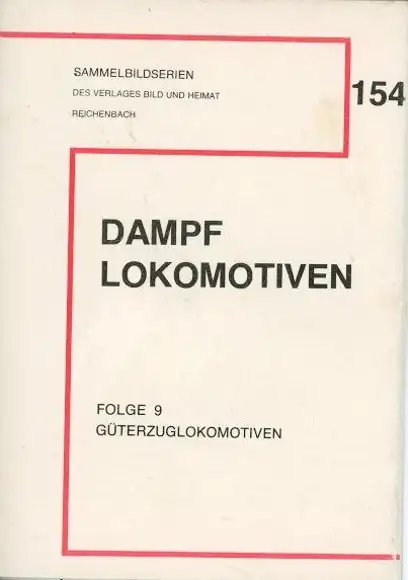 SAMMELBILDSERIEN
DES VERLAGES BILD UND HEIMAT
REICHENBACH
154
DAMPF
LOKOMOTIVEN
FOLGE 9
GÜTERZUGLOKOMOTIVEN